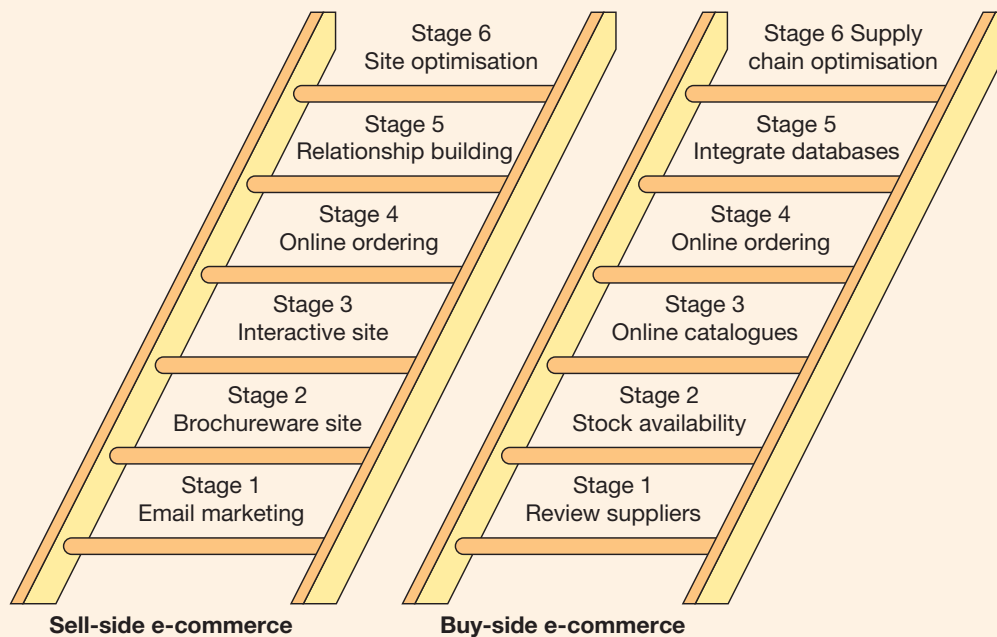 Stage 6
Site optimisation
Stage 5
Relationship building
Stage 4
Online ordering
Stage 3
Interactive site
Stage 2
Brochureware site
Stage 1
Email marketing
Sell-side e-commerce
Stage 6 Supply
chain optimisation
Stage 5
Integrate databases
Stage 4
Online ordering
Stage 3
Online catalogues
Stage 2
Stock availability
Stage 1
Review suppliers
Buy-side e-commerce